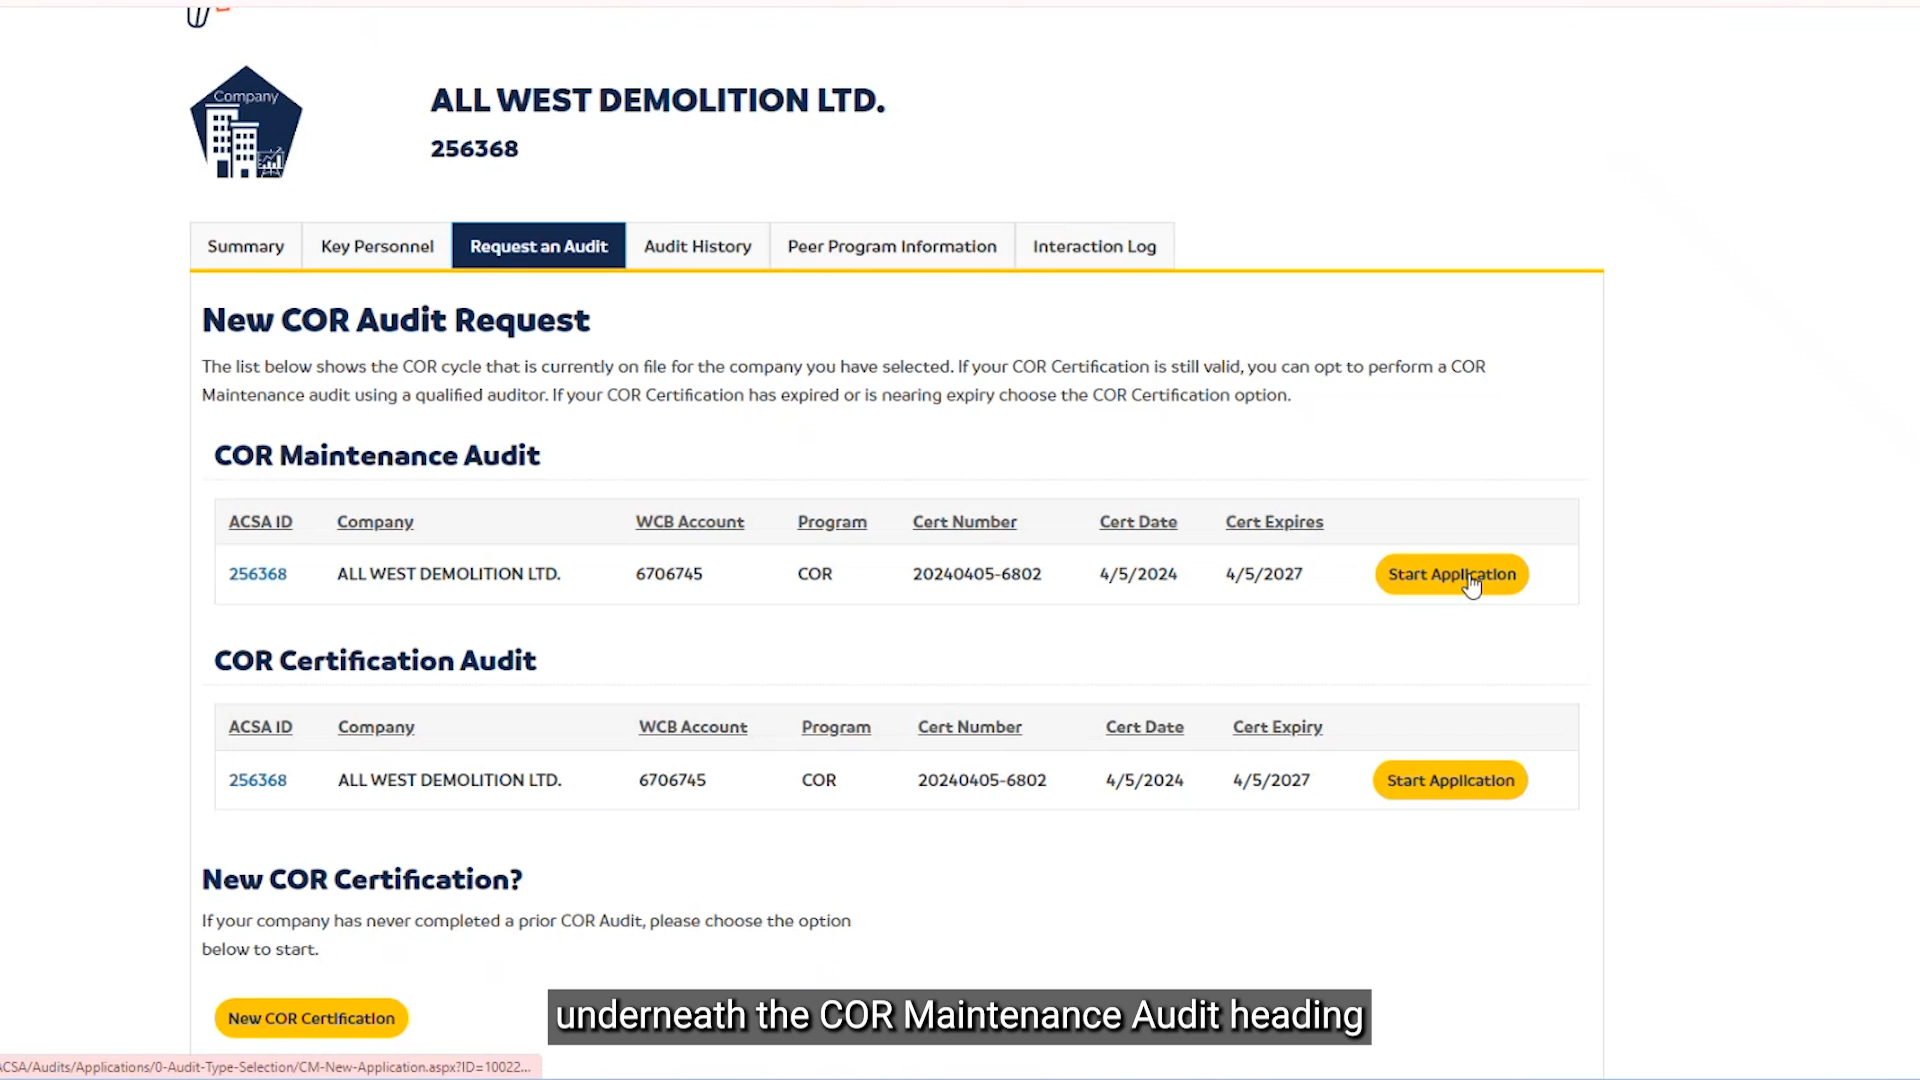 Company
ALL WEST DEMOLITION LTD.
256368
Summary Key Personnel Request an Audit Audit History Peer Program Information Interaction Log
New COR Audit Request
The list below shows the COR cycle that is currently on file for the company you have selected. If your COR Certification is still valid, you can opt to perform a COR
Maintenance audit using a qualified auditor. If your COR Certification has expired or is nearing expiry choose the COR Certification option.
COR Maintenance Audit
ACSA ID Company WCB Account Program Cert Number Cert Date Cert Expires
256368 ALL WEST DEMOLITION LTD. 6706745 COR 20240405-6802 4/5/2024 4/5/2027 Start Application
COR Certification Audit
ACSA ID Company WCB Account Program Cert Number Cert Date Cert Expiry
256368 ALL WEST DEMOLITION LTD. 6706745 COR 20240405-6802 4/5/2024 4/5/2027 Start Application
New COR Certification?
If your company has never completed a prior COR Audit, please choose the option
below to start.
New COR Certification
underneath the COR Maintenance Audit heading
ACSA/Audits/Applications/0-Audit-Type-Selection/CM-New-Application.aspx?ID=10022...